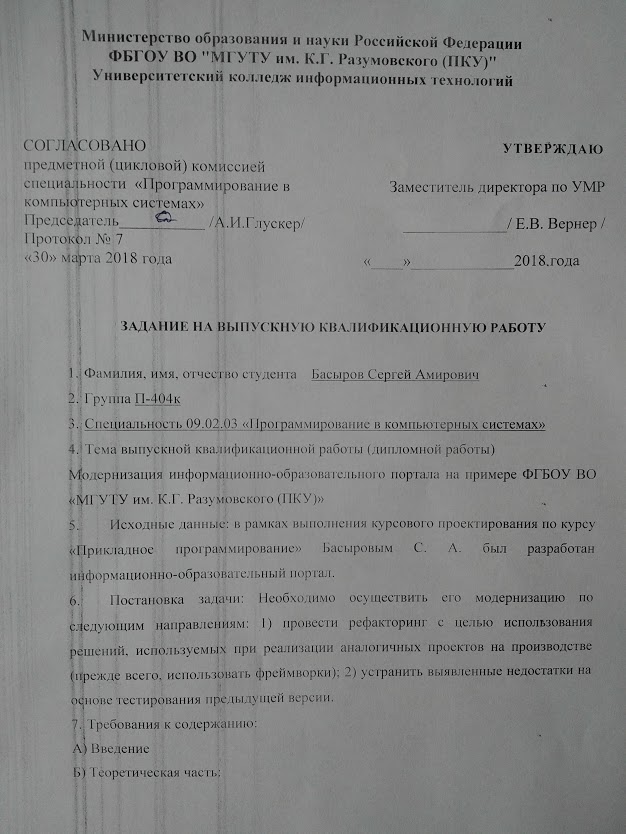 Министерство образования и науки Российской Федерации
ФБГОУ ВО "МГУТУ им. К.Г. Разумовского (ПКУ)"
Университетский колледж информационных технологий
СОГЛАСОВАНО
предметной (цикловой) комиссией
специальности «Программирование в
компьютерных системах»
Председатель____________ /А.И.Глускер/
Протокол № 7
«30» марта 2018 года
УТВЕРЖДАЮ
Заместитель директора по УМР
_____________/ Е.В. Вернер /
«____»_____________2018.года
ЗАДАНИЕ НА ВЫПУСКНУЮ КВАЛИФИКАЦИОННУЮ РАБОТУ
1. Фамилия, имя, отчество студента Басыров Сергей Амирович
2. Группа П-404к
3. Специальность 09.02.03 «Программирование в компьютерных системах»
4. Тема выпускной квалификационной работы (дипломной работы)
Модернизация информационно-образовательного портала на примере ФГБОУ ВО
«МГУТУ им. К.Г. Разумовского (ПКУ)»
5. Исходные данные: в рамках выполнения курсового проектирования по курсу
«Прикладное программирование» Басыровым С. А. был разработан
информационно-образовательный портал.
6. Постановка задачи: Необходимо осуществить его модернизацию по
следующим направлениям: 1) провести рефакторинг с целью использования
решений, используемых при реализации аналогичных проектов на производстве
(прежде всего, использовать фреймворки); 2) устранить выявленные недостатки на
основе тестирования предыдущей версии.
7. Требования к содержанию:
А) Введение
Б) Теоретическая часть: